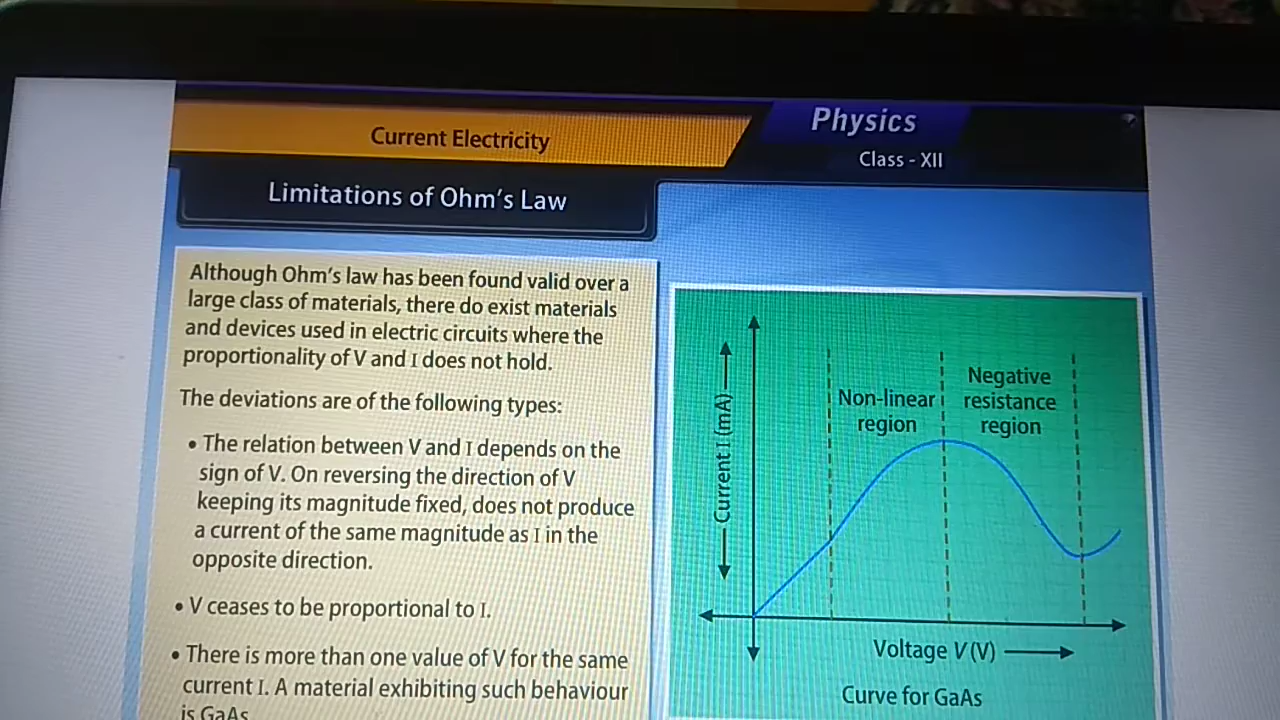 Current Electricity
Physics
Class - XII
Limitations of Ohm's Law
Although Ohm's law has been found valid over a
large class of materials, there do exist materials
and devices used in electric circuits where the
proportionality of V and I does not hold.
The deviations are of the following types:
• The relation between V and I depends on the
sign of V. On reversing the direction of V
keeping its magnitude fixed, does not produce
a current of the same magnitude as I in the
opposite direction.
• V ceases to be proportional to I.
• There is more than one value of V for the same
current I. A material exhibiting such behaviour
is GaAs
Current I (mA)
Non-linear
region
Negative
resistance
region
Voltage V (V)
Curve for GaAs